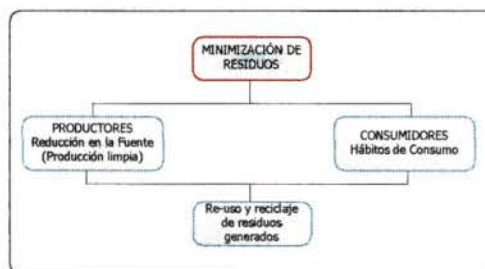 MINIMIZACIÓN DE
RESIDUOS
PRODUCTORES
Reducción en la Fuente
(Producción limpia)
CONSUMIDORES
Hábitos de Consumo
Re-uso y reciclaje
de residuos
generados